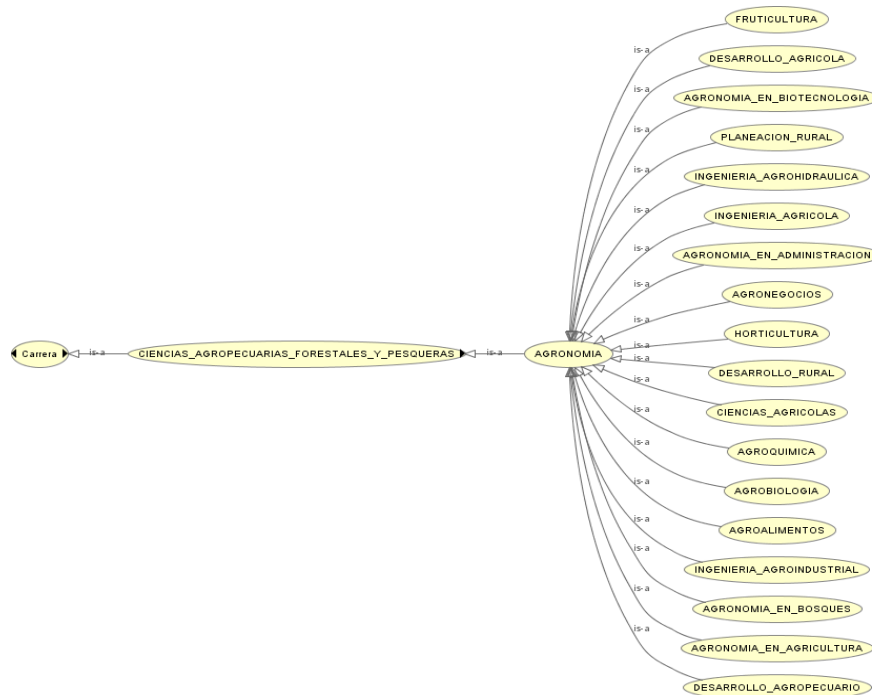 FRUTICULTURA
is-a
DESARROLLO_AGRICOLA
is-a
AGRONOMIA_EN_BIOTECNOLOGIA
is-a
PLANEACION_RURAL
is-a
INGENIERIA_AGROHIDRAULICA
is-a
INGENIERIA_AGRICOLA
is-a
AGRONOMIA_EN_ADMINISTRACION
is-a
AGRONEGOCIOS
is-a
HORTICULTURA
is-a
Carrera
is-a
CIENCIAS_AGROPECUARIAS_FORESTALES_Y_PESQUERAS
is-a
AGRONOMIA
is-a
DESARROLLO_RURAL
is-a
CIENCIAS_AGRICOLAS
is-a
AGROQUIMICA
is-a
AGROBIOLOGIA
is-a
AGROALIMENTOS
is-a
INGENIERIA_AGROINDUSTRIAL
is-a
AGRONOMIA_EN_BOSQUES
is-a
AGRONOMIA_EN_AGRICULTURA
is-a
DESARROLLO_AGROPECUARIO